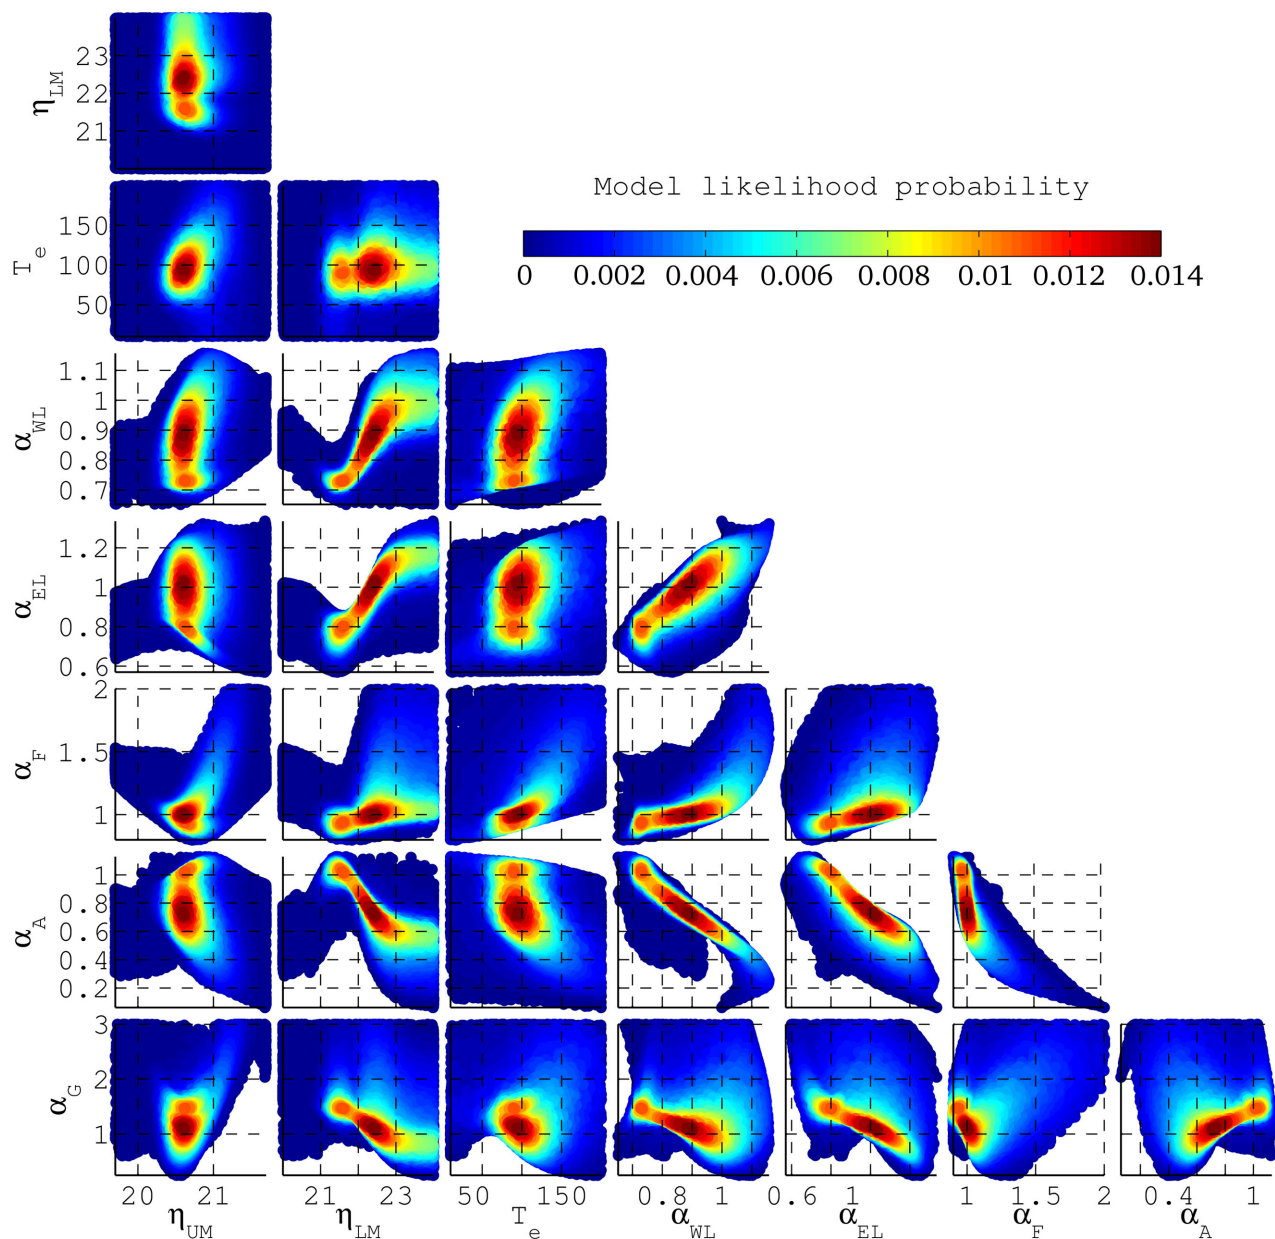 η_LM
23
22
21
Model likelihood probability
0 0.002 0.004 0.006 0.008 0.01 0.012 0.014
T_e
150
100
50
α_WL
1.1
1
0.9
0.8
0.7
α_EL
1.2
1
0.8
0.6
α_F
2
1.5
1
α_A
1
0.8
0.6
0.4
0.2
α_G
3
2
1
20 21 21 23 50 150 0.8 1 0.6 1 1 1.5 2 0.4 1
η_UM η_LM T_e α_WL α_EL α_F α_A